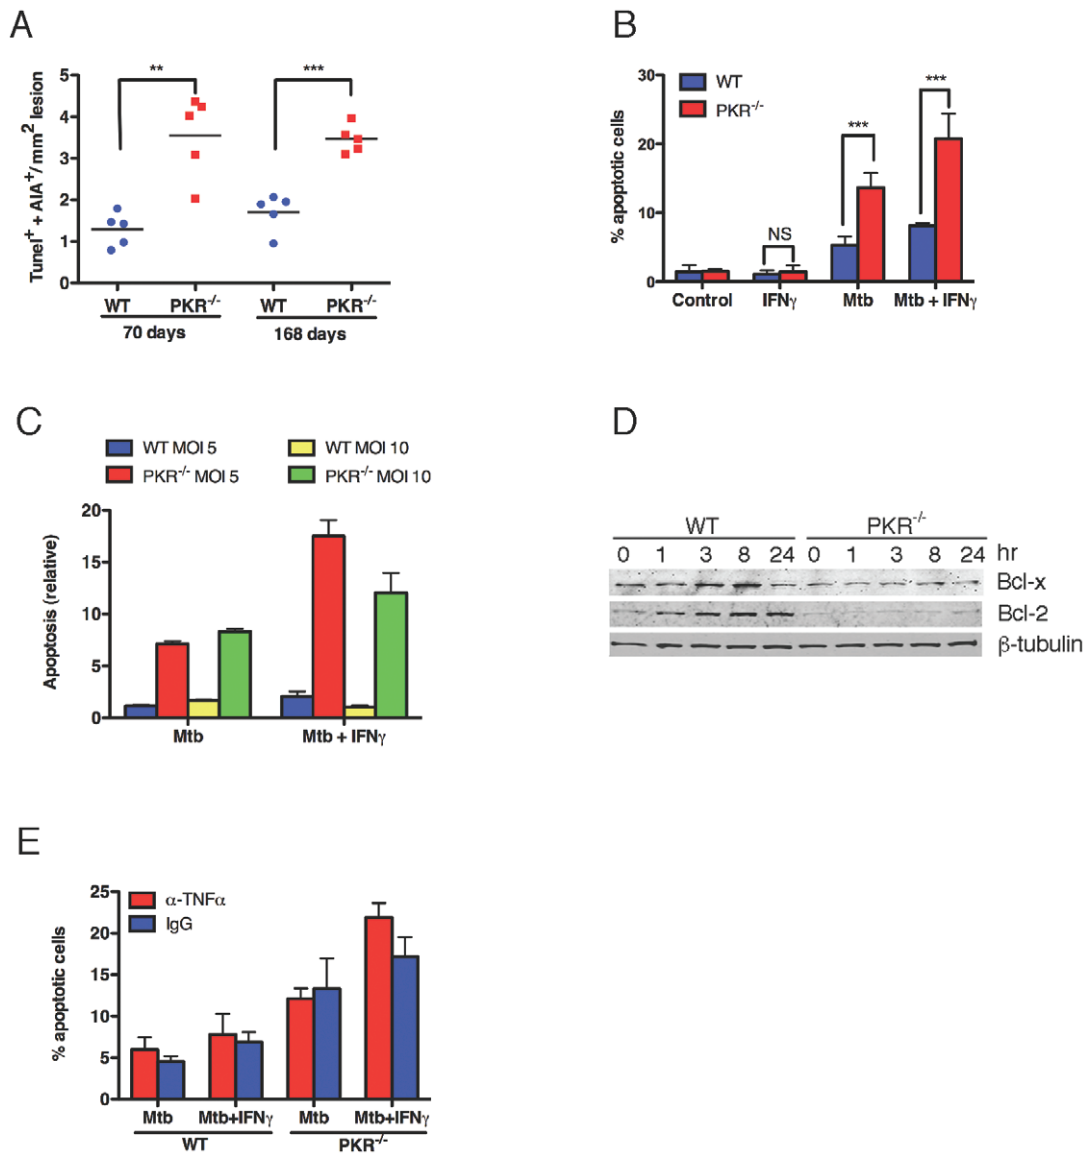 A
Tunel⁺ + AIA⁺/mm² lesion
5
4
3
2
1
0
**
***
WT PKR⁻/⁻ WT PKR⁻/⁻
70 days 168 days
B
% apoptotic cells
30
20
10
0
WT
PKR⁻/⁻
NS
***
***
Control IFNγ Mtb Mtb + IFNγ
C
WT MOI 5 WT MOI 10
PKR⁻/⁻ MOI 5 PKR⁻/⁻ MOI 10
Apoptosis (relative)
20
15
10
5
0
Mtb Mtb + IFNγ
D
WT PKR⁻/⁻
0 1 3 8 24 0 1 3 8 24 hr
Bcl-x
Bcl-2
β-tubulin
E
% apoptotic cells
25
20
15
10
5
0
α-TNFα
IgG
Mtb Mtb+IFNγ Mtb Mtb+IFNγ
WT PKR⁻/⁻